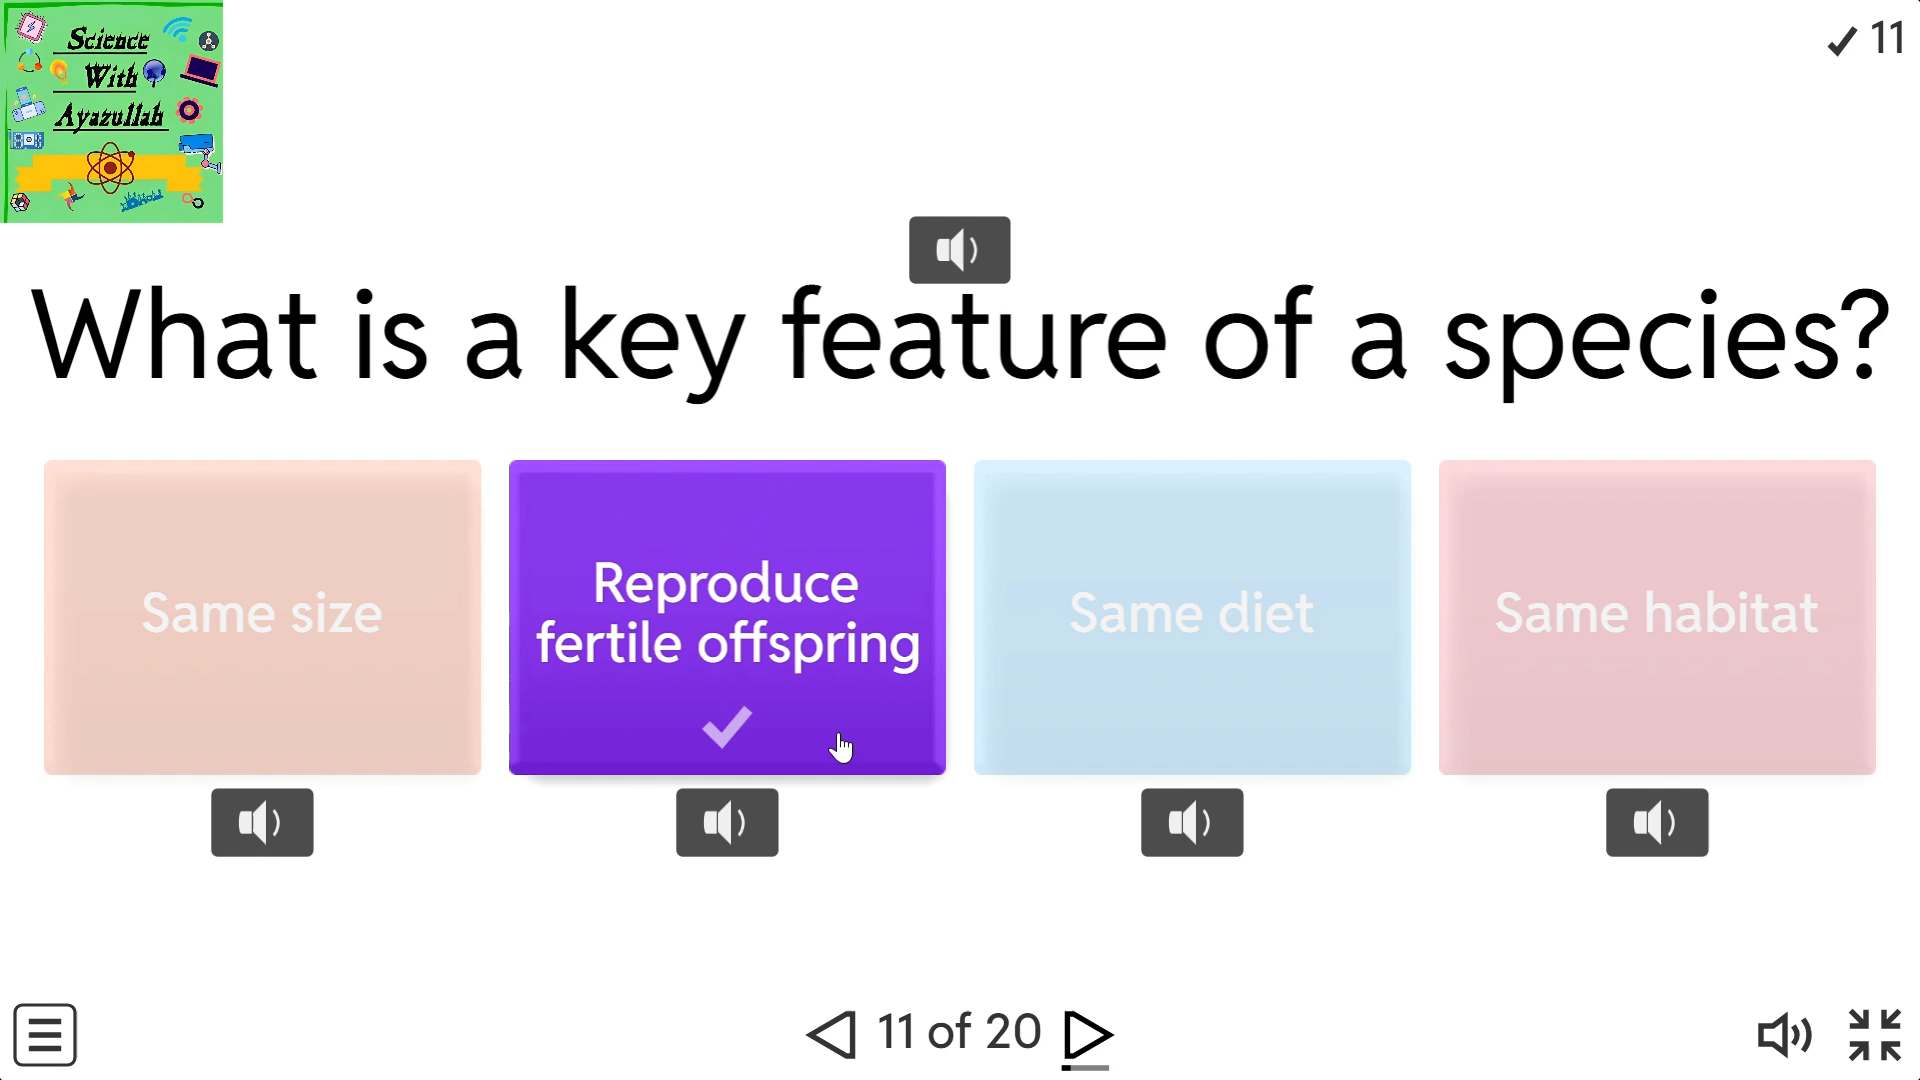 Science
With
Ayazullah
11
What is a key feature of a species?
Same size
Reproduce
fertile offspring
Same diet
Same habitat
11 of 20